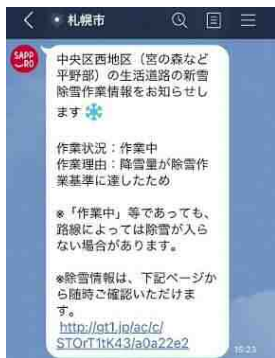 札幌市
SAPP
RO
中央区西地区（宮の森など
平野部）の生活道路の新雪
除雪作業情報をお知らせし
ます❄
作業状況：作業中
作業理由：降雪量が除雪作
業基準に達したため
※「作業中」等であっても、
路線によっては除雪が入ら
ない場合があります。
※除雪情報は、下記ページか
ら随時ご確認いただけま
す。
http://gt1.jp/ac/c/
STOrT1tK43/a0a22e2
16:23